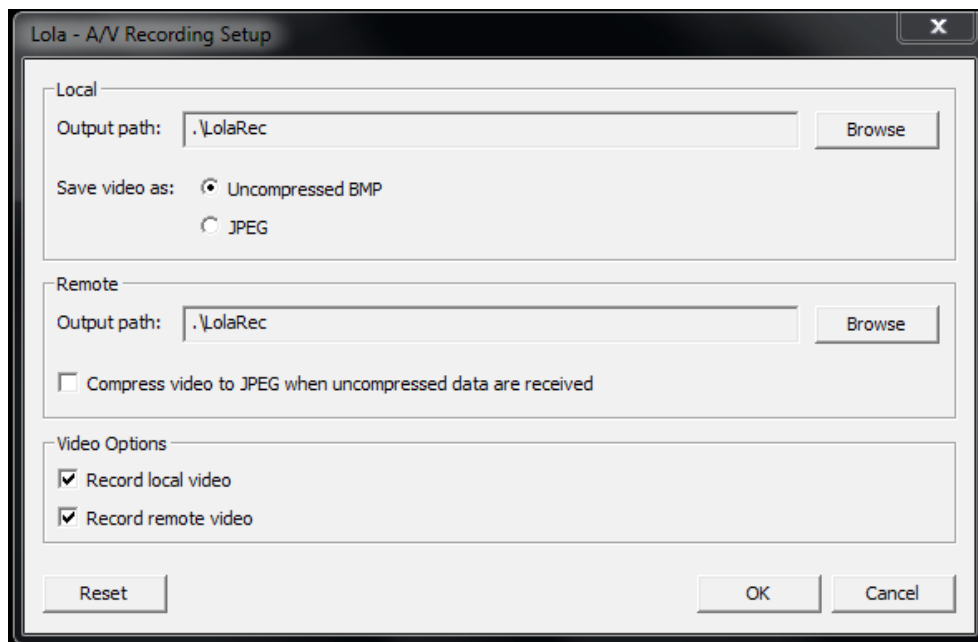 Lola - A/V Recording Setup
x
Local
Output path: .\LolaRec Browse
Save video as: Uncompressed BMP
JPEG
Remote
Output path: .\LolaRec Browse
Compress video to JPEG when uncompressed data are received
Video Options
Record local video
Record remote video
Reset OK Cancel